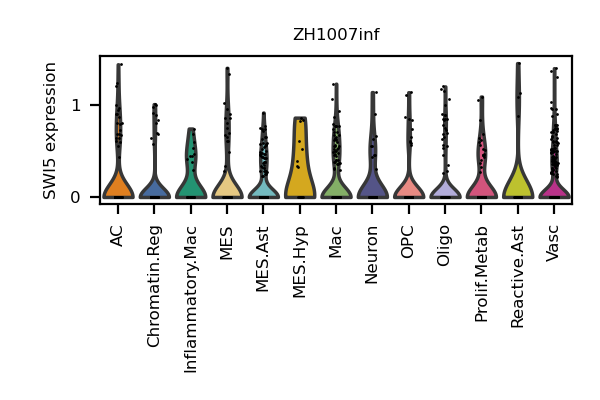 ZH1007inf
SWI5 expression
1
0
AC
Chromatin.Reg
Inflammatory.Mac
MES
MES.Ast
MES.Hyp
Mac
Neuron
OPC
Oligo
Prolif.Metab
Reactive.Ast
Vasc